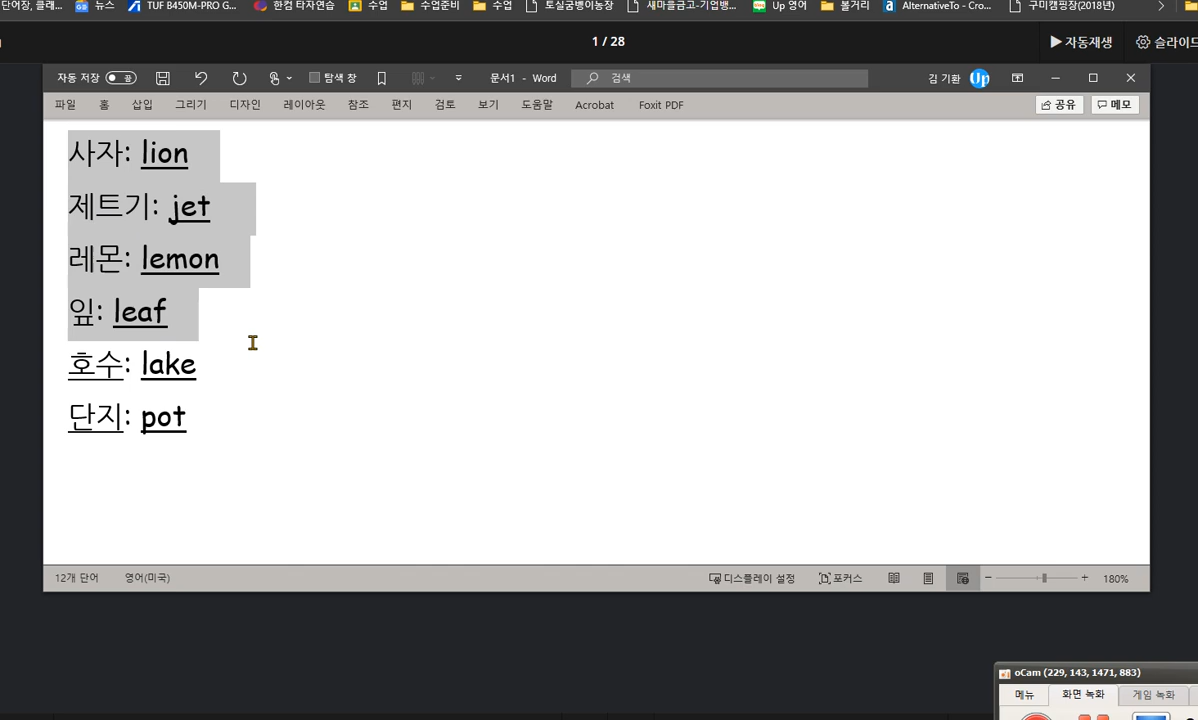 단어장, 클래... 뉴스 TUF B450M-PRO G... 한컴 타자연습 수업 수업준비 수업 토실굼벵이농장 새마을금고-기업뱅... Up 영어 볼거리 AlternativeTo - Cro... 구미캠핑장(2018년)
1 / 28 자동재생 슬라이드
자동 저장 끔 탐색 창 문서1 - Word 검색 김 기환 Up
파일 홈 삽입 그리기 디자인 레이아웃 참조 편지 검토 보기 도움말 Acrobat Foxit PDF 공유 메모
사자: lion
제트기: jet
레몬: lemon
잎: leaf
호수: lake
단지: pot
12개 단어 영어(미국) 디스플레이 설정 포커스 − + 180%
oCam (229, 143, 1471, 883)
메뉴 화면 녹화 게임 녹화